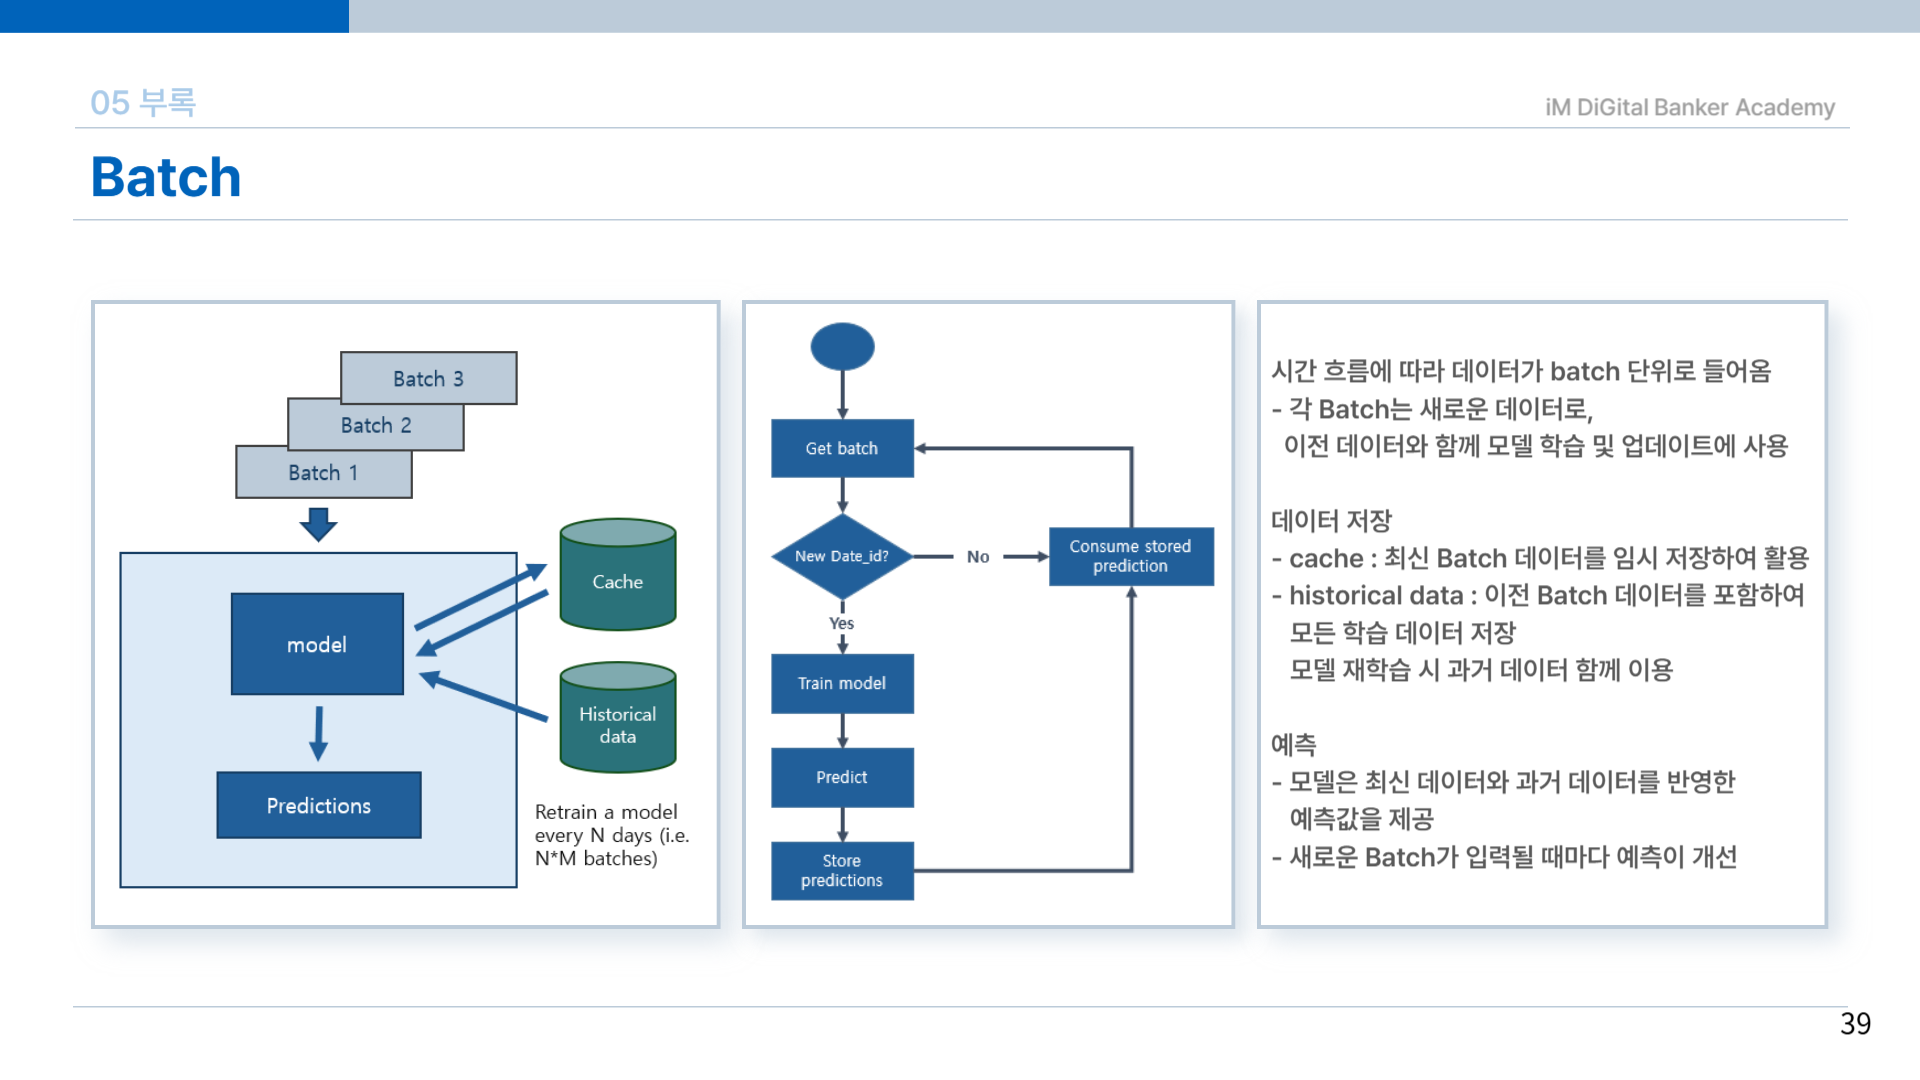 05 부록
iM DiGital Banker Academy
Batch
Batch 3
Batch 2
Batch 1
model
Predictions
Cache
Historical
data
Retrain a model
every N days (i.e.
N*M batches)
Get batch
New Date_id?
No
Consume stored
prediction
Yes
Train model
Predict
Store
predictions
시간 흐름에 따라 데이터가 batch 단위로 들어옴
- 각 Batch는 새로운 데이터로,
이전 데이터와 함께 모델 학습 및 업데이트에 사용
데이터 저장
- cache : 최신 Batch 데이터를 임시 저장하여 활용
- historical data : 이전 Batch 데이터를 포함하여
모든 학습 데이터 저장
모델 재학습 시 과거 데이터 함께 이용
예측
- 모델은 최신 데이터와 과거 데이터를 반영한
예측값을 제공
- 새로운 Batch가 입력될 때마다 예측이 개선
39